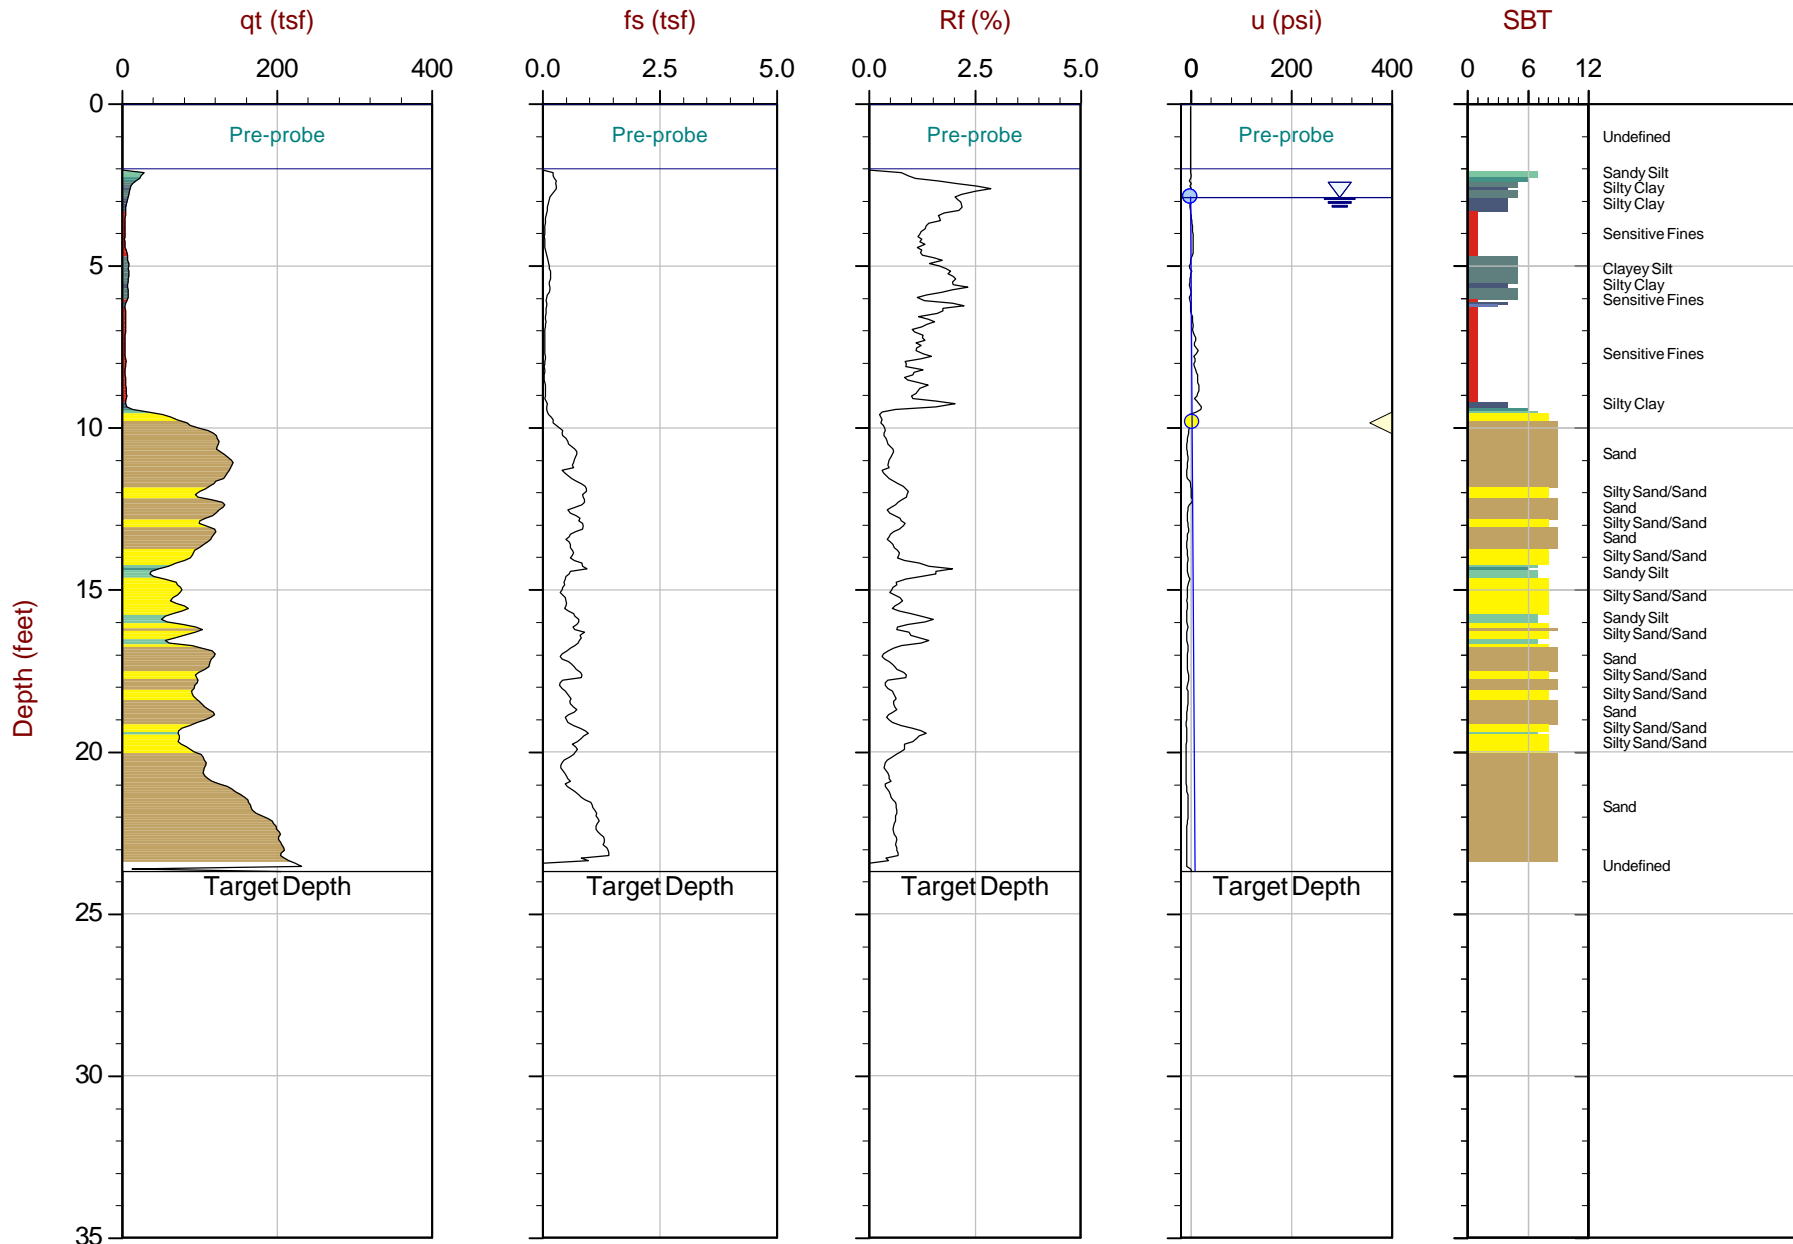 qt (tsf) fs (tsf) Rf (%) u (psi) SBT
0 200 400 0.0 2.5 5.0 0.0 2.5 5.0 0 200 400 0 6 12
0
Pre-probe Pre-probe Pre-probe Pre-probe Undefined
Sandy Silt
Silty Clay
Silty Clay
Sensitive Fines
5
Clayey Silt
Silty Clay
Sensitive Fines
Sensitive Fines
Silty Clay
10
Sand
Silty Sand/Sand
Sand
Silty Sand/Sand
Sand
Silty Sand/Sand
Sandy Silt
15
Silty Sand/Sand
Sandy Silt
Silty Sand/Sand
Sand
Silty Sand/Sand
Silty Sand/Sand
Sand
Silty Sand/Sand
Silty Sand/Sand
20
Sand
Undefined
Target Depth Target Depth Target Depth Target Depth
25
30
35
Depth (feet)